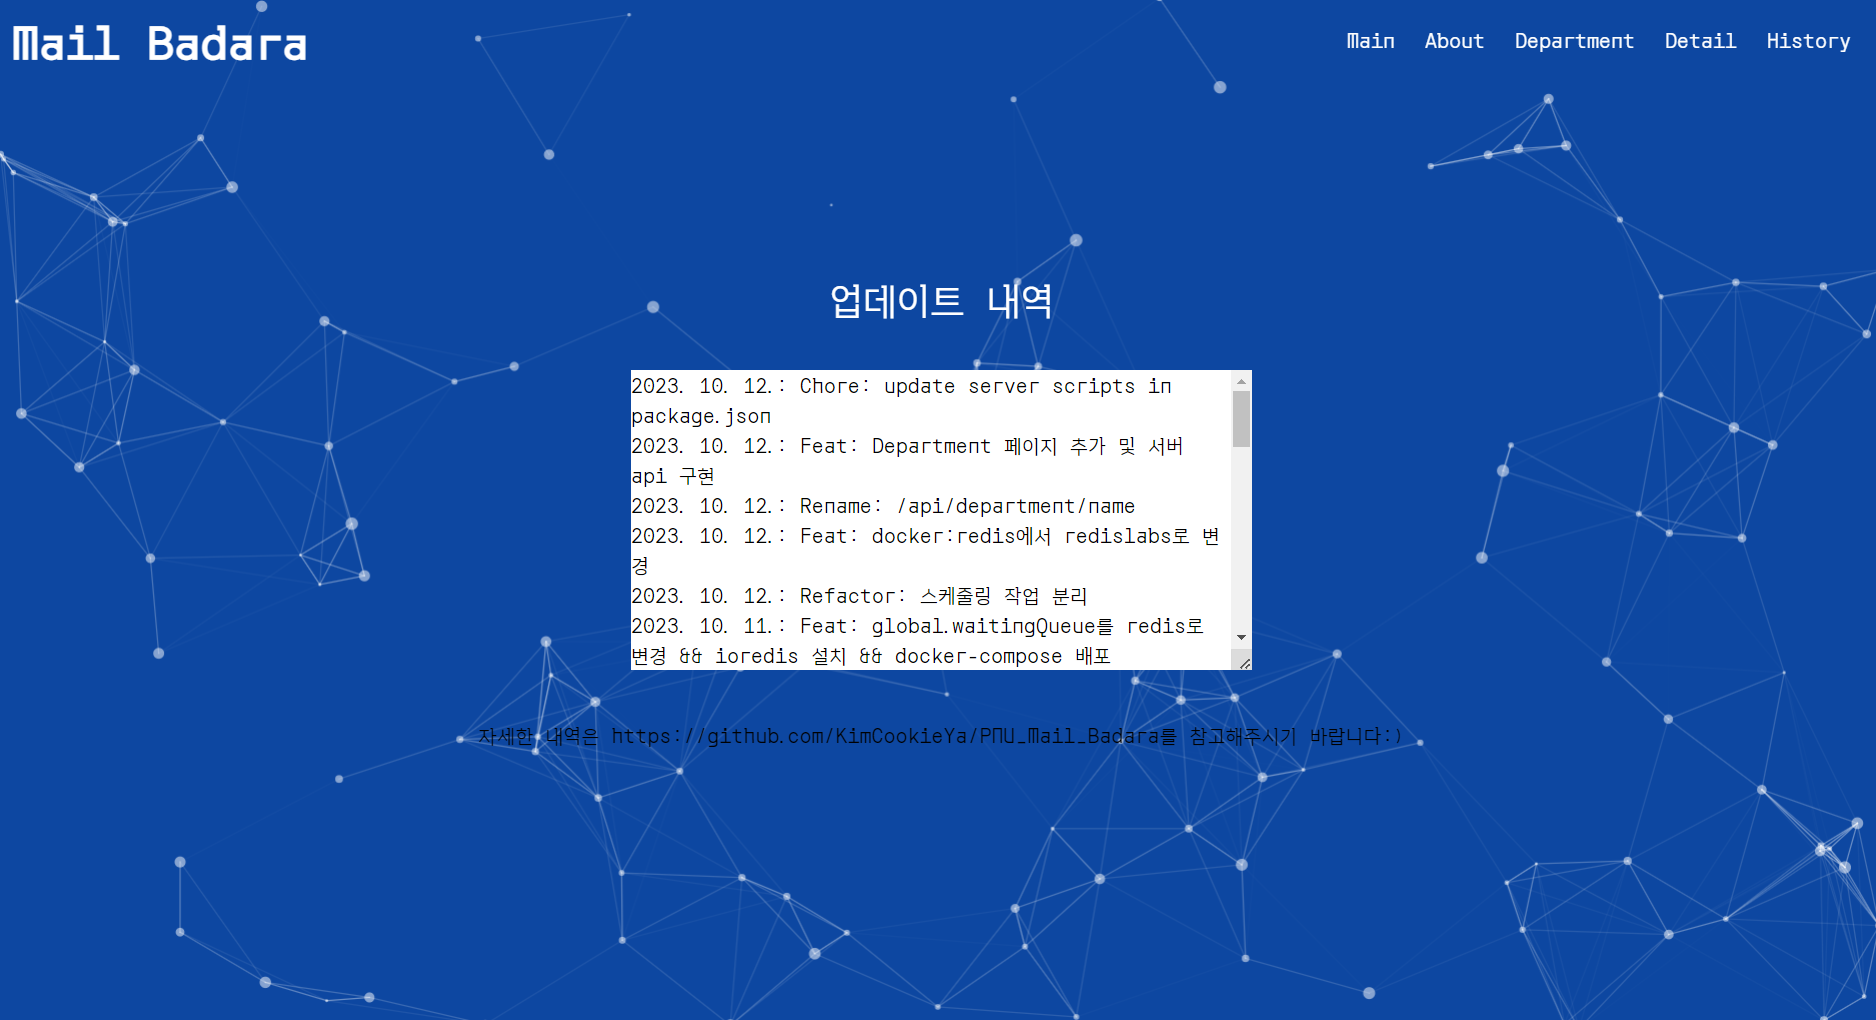 Mail Badara
Main About Department Detail History
업데이트 내역
2023. 10. 12.: Chore: update server scripts in
package.json
2023. 10. 12.: Feat: Department 페이지 추가 및 서버
api 구현
2023. 10. 12.: Rename: /api/department/name
2023. 10. 12.: Feat: docker:redis에서 redislabs로 변
경
2023. 10. 12.: Refactor: 스케줄링 작업 분리
2023. 10. 11.: Feat: global.waitingQueue를 redis로
변경 && ioredis 설치 && docker-compose 배포
자세한 내역은 https://github.com/KimCookieYa/PNU_Mail_Badara를 참고해주시기 바랍니다:)